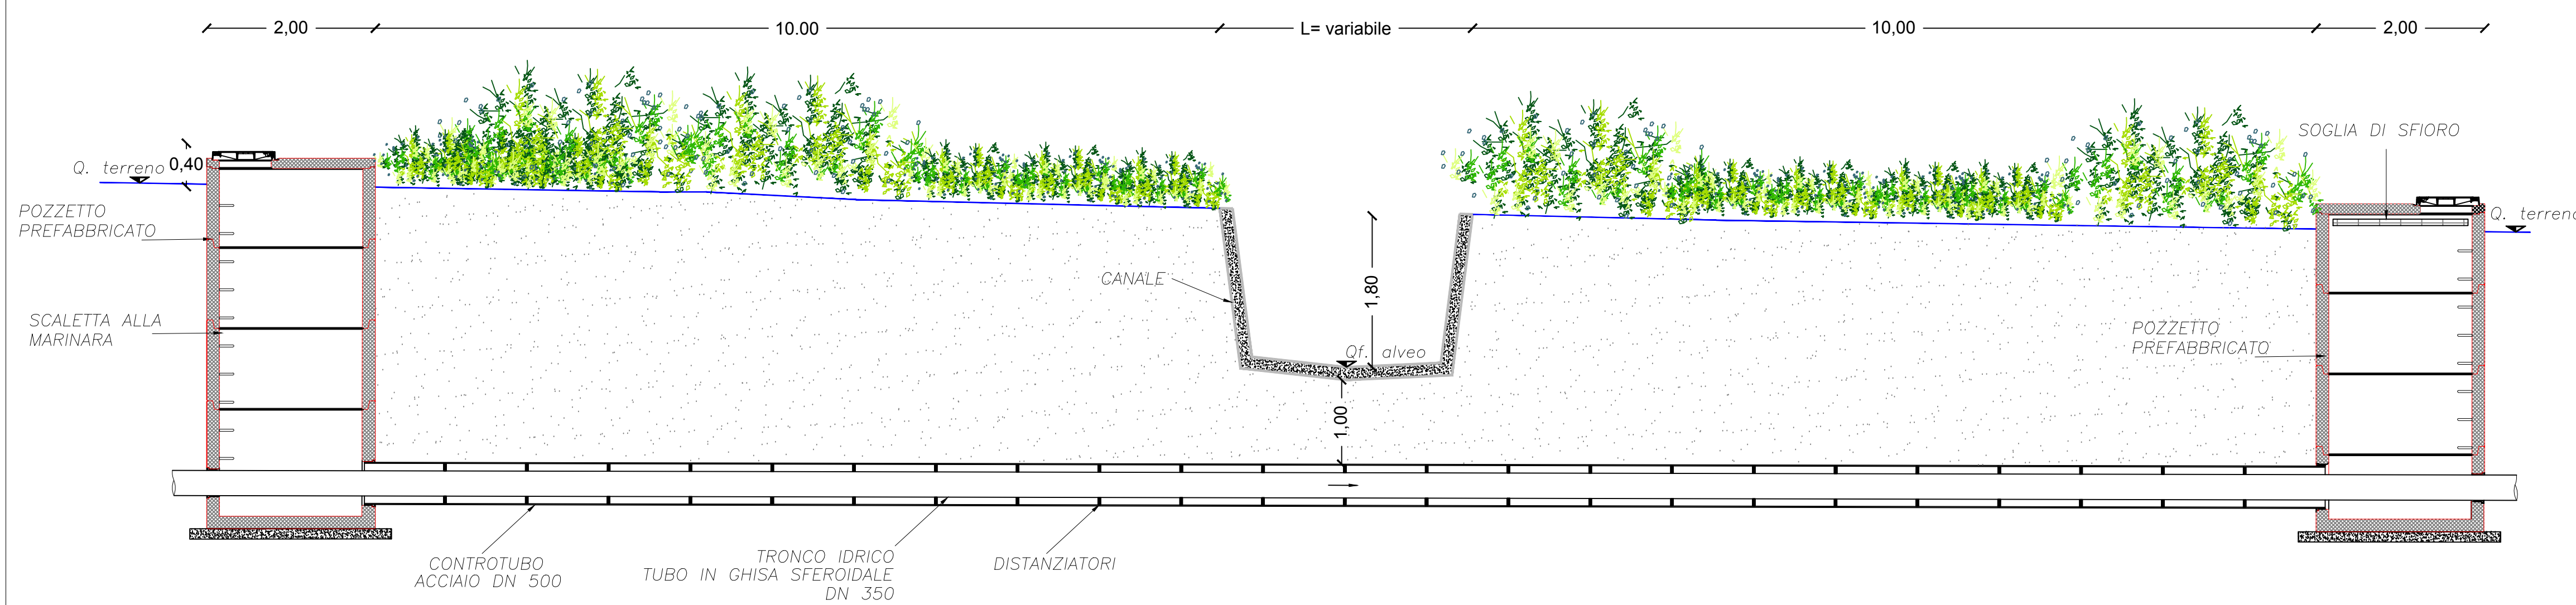 2,00
10.00
L= variabile
10,00
2,00
SOGLIA DI SFIORO
Q. terreno
0,40
POZZETTO
PREFABBRICATO
Q. terreno
CANALE
1,80
SCALETTA ALLA
MARINARA
POZZETTO
PREFABBRICATO
Qf. alveo
1,00
CONTROTUBO
ACCIAIO DN 500
TRONCO IDRICO
TUBO IN GHISA SFEROIDALE
DN 350
DISTANZIATORI